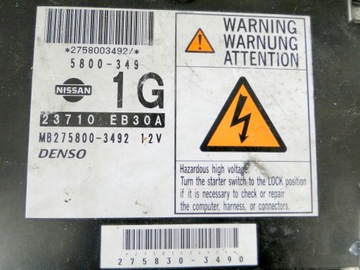 *2758003492/*
5800-349
NISSAN
1G
23710 EB30A
MB275800-3492 12V
DENSO
WARNING
WARNUNG
ATTENTION
Hazardous high voltage.
Turn the starter switch to the LOCK position
if it is necessary to check or repair
the computer, harness, or connectors.
275830-3490